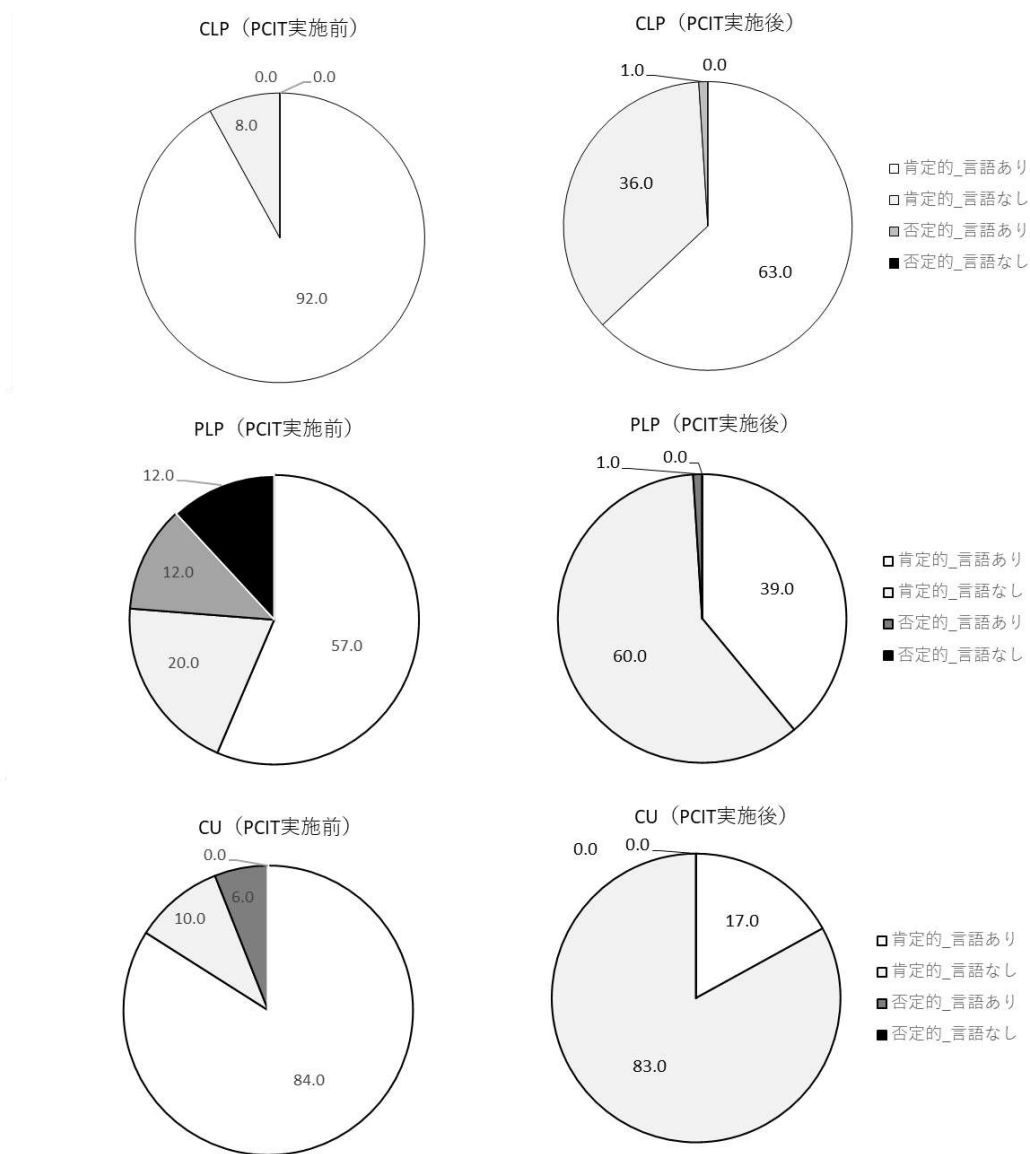 CLP（PCIT実施前）
0.0
0.0
8.0
92.0
CLP（PCIT実施後）
1.0
0.0
36.0
63.0
肯定的_言語あり
肯定的_言語なし
否定的_言語あり
否定的_言語なし
PLP（PCIT実施前）
12.0
12.0
20.0
57.0
PLP（PCIT実施後）
1.0
0.0
39.0
60.0
肯定的_言語あり
肯定的_言語なし
否定的_言語あり
否定的_言語なし
CU（PCIT実施前）
0.0
6.0
10.0
84.0
CU（PCIT実施後）
0.0
0.0
17.0
83.0
肯定的_言語あり
肯定的_言語なし
否定的_言語あり
否定的_言語なし